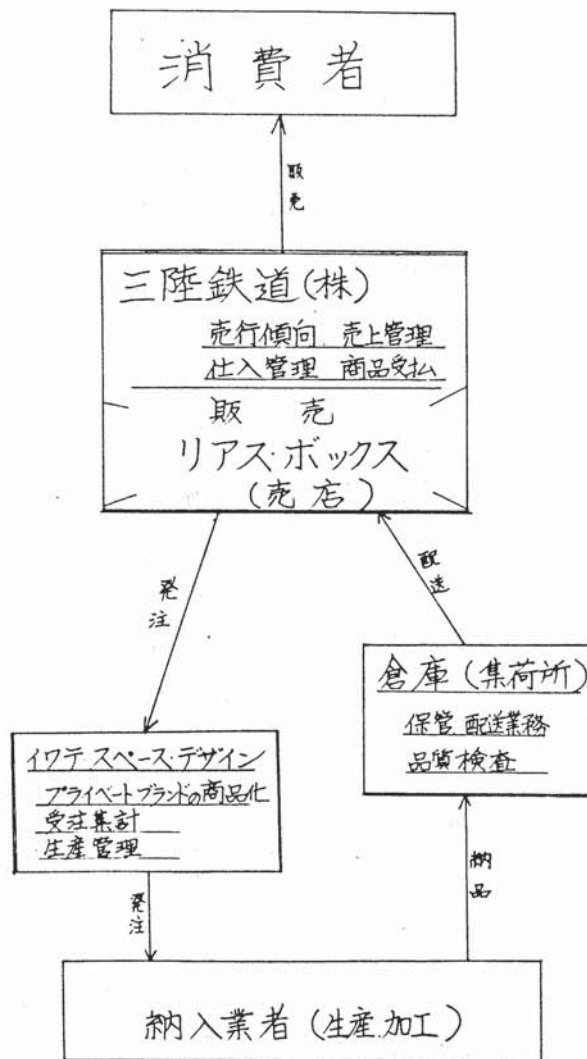 消費者
販売
三陸鉄道(株)
売行傾向 売上管理
仕入管理 商品受払
販売
リアス・ボックス
(売店)
発注
配送
倉庫(集荷所)
保管 配送業務
品質検査
イワテ・スペース・デザイン
プライベートブランドの商品化
受注集計
生産管理
発注
納品
納入業者(生産.加工)